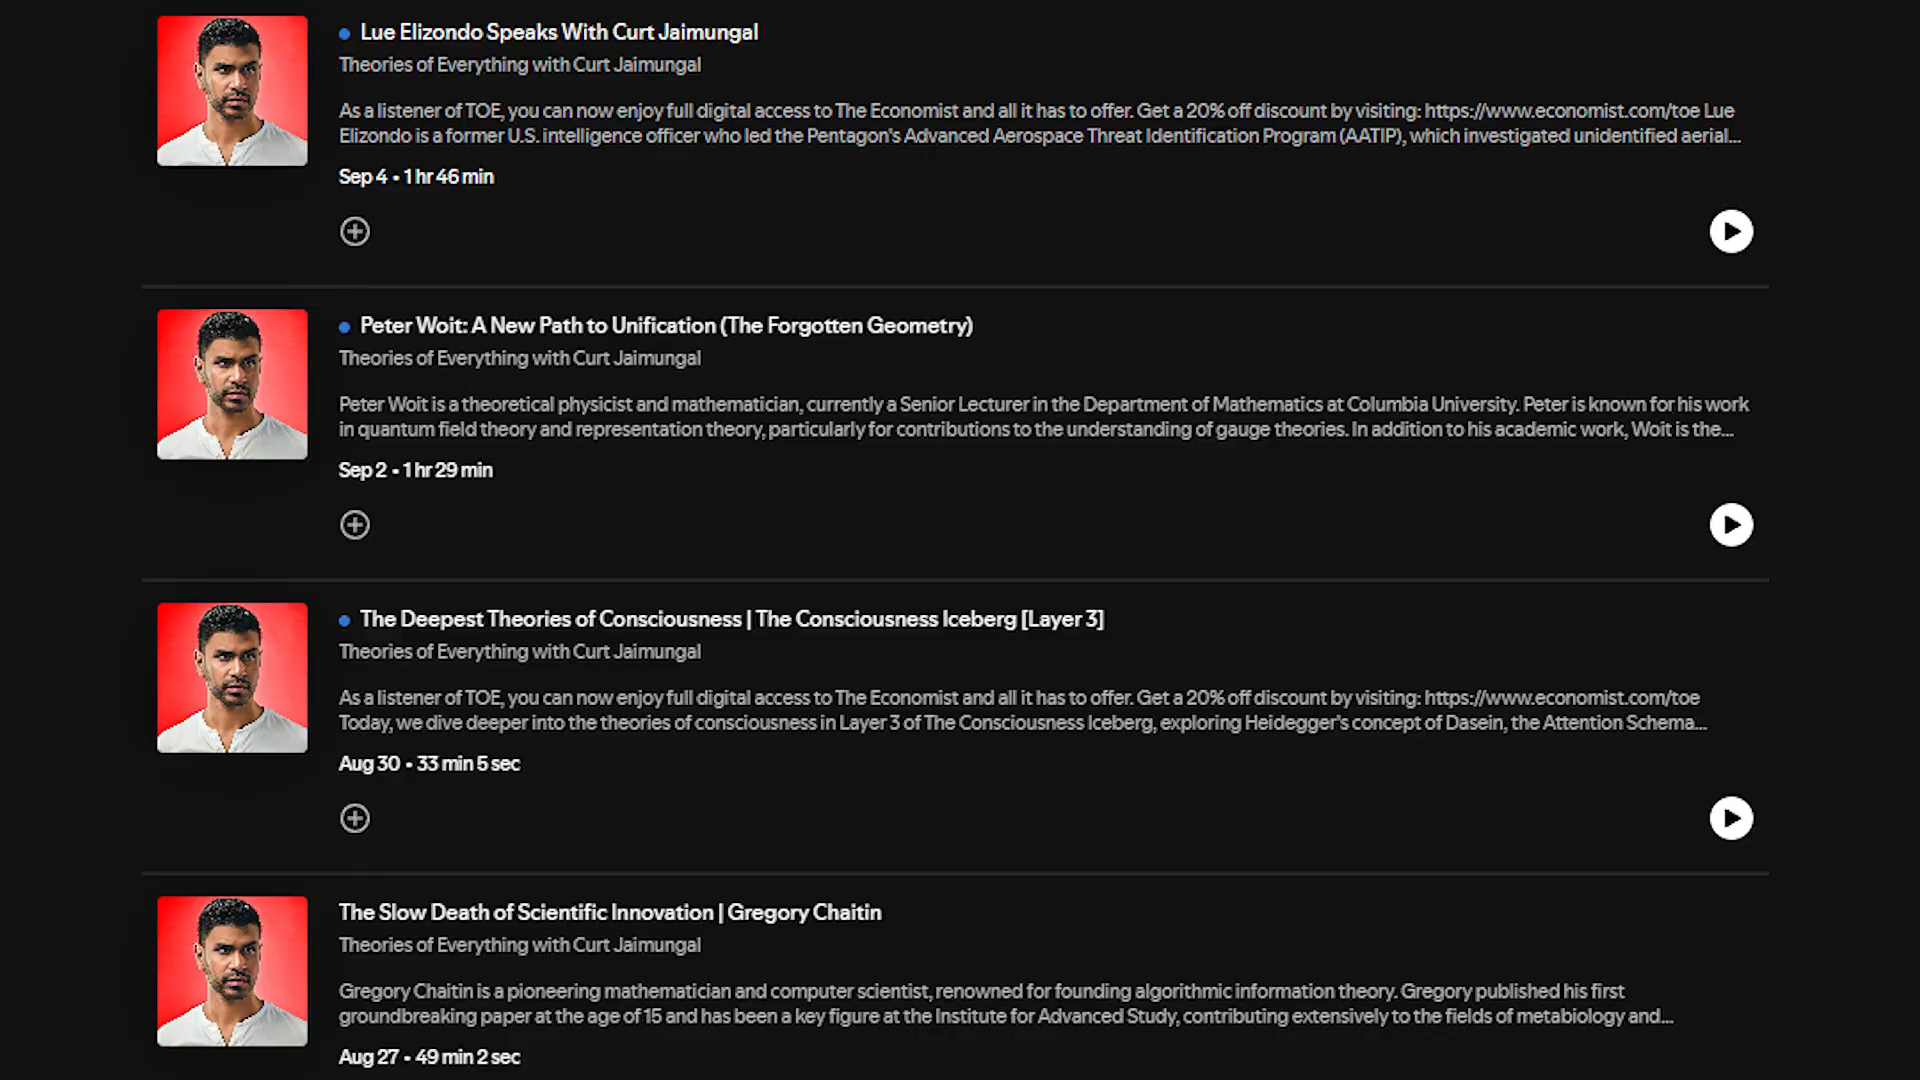 Lue Elizondo Speaks With Curt Jaimungal
Theories of Everything with Curt Jaimungal
As a listener of TOE, you can now enjoy full digital access to The Economist and all it has to offer. Get a 20% off discount by visiting: https://www.economist.com/toe Lue
Elizondo is a former U.S. intelligence officer who led the Pentagon's Advanced Aerospace Threat Identification Program (AATIP), which investigated unidentified aerial...
Sep 4 • 1 hr 46 min
Peter Woit: A New Path to Unification (The Forgotten Geometry)
Theories of Everything with Curt Jaimungal
Peter Woit is a theoretical physicist and mathematician, currently a Senior Lecturer in the Department of Mathematics at Columbia University. Peter is known for his work
in quantum field theory and representation theory, particularly for contributions to the understanding of gauge theories. In addition to his academic work, Woit is the...
Sep 2 • 1 hr 29 min
The Deepest Theories of Consciousness | The Consciousness Iceberg [Layer 3]
Theories of Everything with Curt Jaimungal
As a listener of TOE, you can now enjoy full digital access to The Economist and all it has to offer. Get a 20% off discount by visiting: https://www.economist.com/toe
Today, we dive deeper into the theories of consciousness in Layer 3 of The Consciousness Iceberg, exploring Heidegger's concept of Dasein, the Attention Schema...
Aug 30 • 33 min 5 sec
The Slow Death of Scientific Innovation | Gregory Chaitin
Theories of Everything with Curt Jaimungal
Gregory Chaitin is a pioneering mathematician and computer scientist, renowned for founding algorithmic information theory. Gregory published his first
groundbreaking paper at the age of 15 and has been a key figure at the Institute for Advanced Study, contributing extensively to the fields of metabiology and...
Aug 27 • 49 min 2 sec